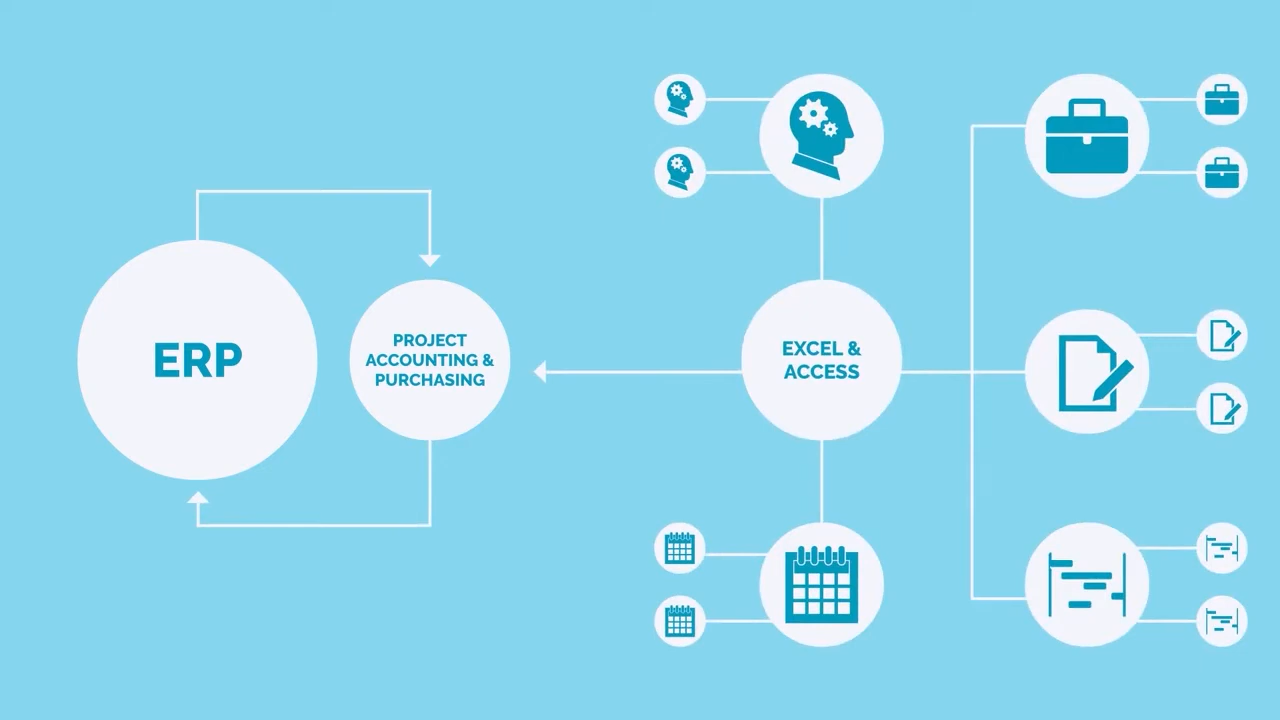 ERP
PROJECT
ACCOUNTING &
PURCHASING
EXCEL &
ACCESS